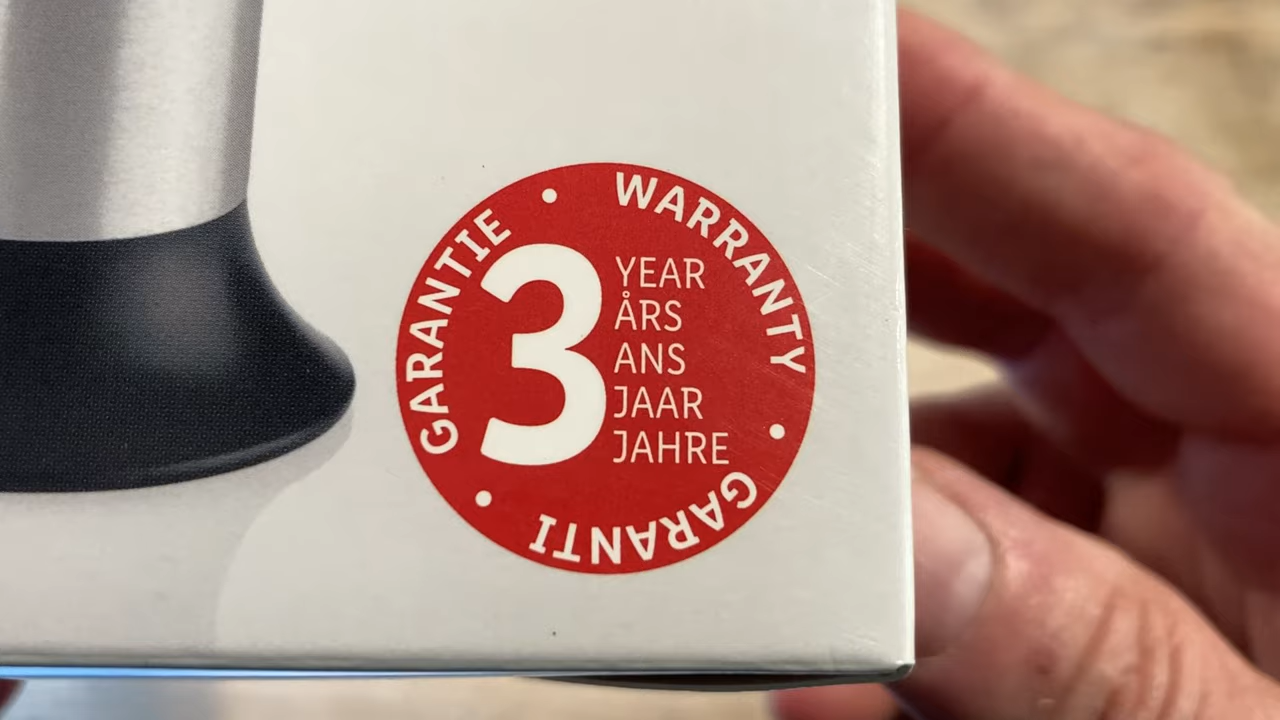 GARANTIE • WARRANTY • GARANTI •
3
YEAR
ÅRS
ANS
JAAR
JAHRE